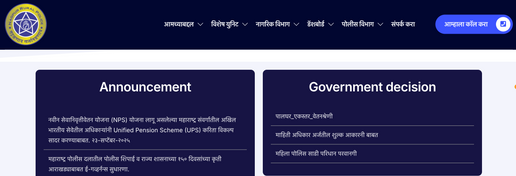 आमच्याबद्दल विशेष युनिट नागरिक विभाग डॅशबोर्ड पोलीस विभाग संपर्क करा आम्हाला कॉल करा
Announcement
नवीन सेवानिवृत्तीवेतन योजना (NPS) योजना लागू असलेल्या महाराष्ट्र संवर्गातील अखिल
भारतीय सेवेतील अधिकाऱ्यांनी Unified Pension Scheme (UPS) करिता विकल्प
सादर करण्याबाबत. २३-सप्टेंबर-२०२५
महाराष्ट्र पोलीस दलातील पोलीस शिपाई व राज्य शासनाच्या १५० दिवसांच्या कृती
आराखड्याबाबत ई-गव्हर्नन्स सुधारणा.
Government decision
पालघर_एकस्तर_वेतनश्रेणी
माहिती अधिकार अर्जातील शुल्क आकारनी बाबत
महिला पोलिस साडी परिधान परवानगी